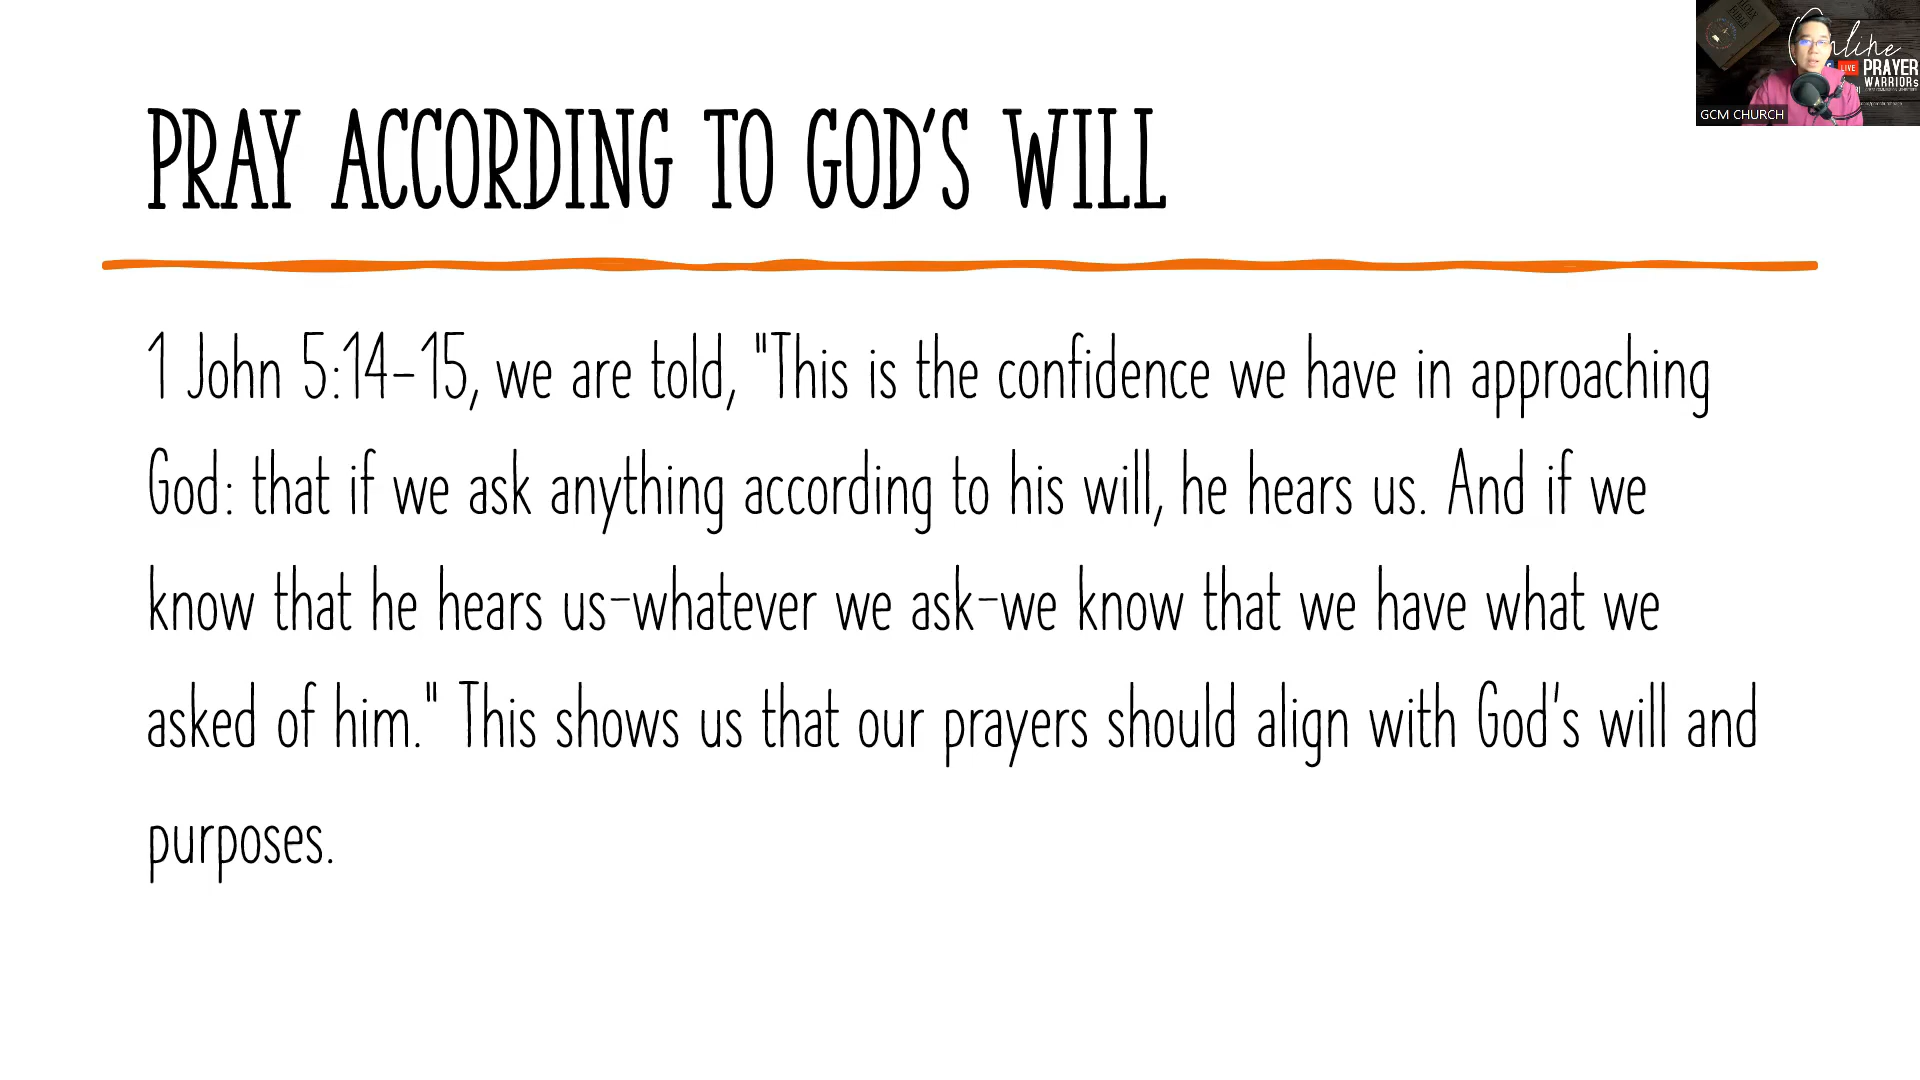 PRAY ACCORDING TO GOD'S WILL
1 John 5:14-15, we are told, "This is the confidence we have in approaching
God: that if we ask anything according to his will, he hears us. And if we
know that he hears us-whatever we ask-we know that we have what we
asked of him." This shows us that our prayers should align with God's will and
purposes.
LIVE
PRAYER
WARRIORS
GCM CHURCH